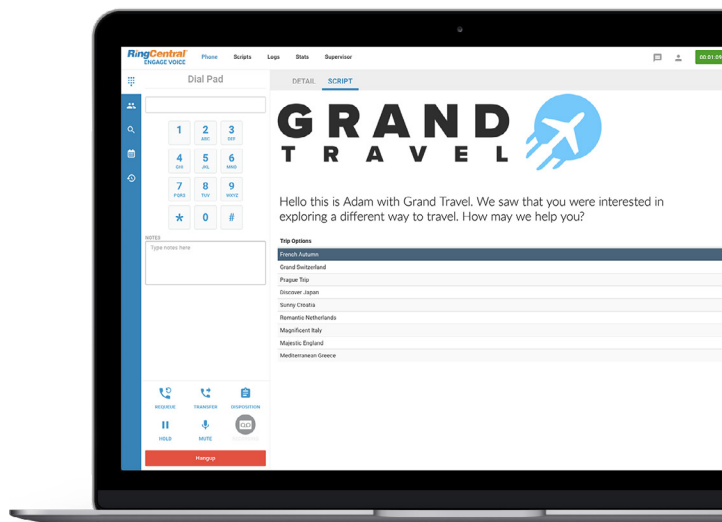 RingCentral
ENGAGE VOICE
Phone
Scripts
Logs
Stats
Supervisor
00:01:09
Dial Pad
DETAIL
SCRIPT
1
2
ABC
3
DEF
4
GHI
5
JKL
6
MNO
7
PQRS
8
TUV
9
WXYZ
*
0
#
NOTES
Type notes here
REQUEUE
TRANSFER
DISPOSITION
HOLD
MUTE
Hangup
GRAND
TRAVEL
Hello this is Adam with Grand Travel. We saw that you were interested in
exploring a different way to travel. How may we help you?
Trip Options
French Autumn
Grand Switzerland
Prague Trip
Discover Japan
Sunny Croatia
Romantic Netherlands
Magnificent Italy
Majestic England
Mediterranean Greece